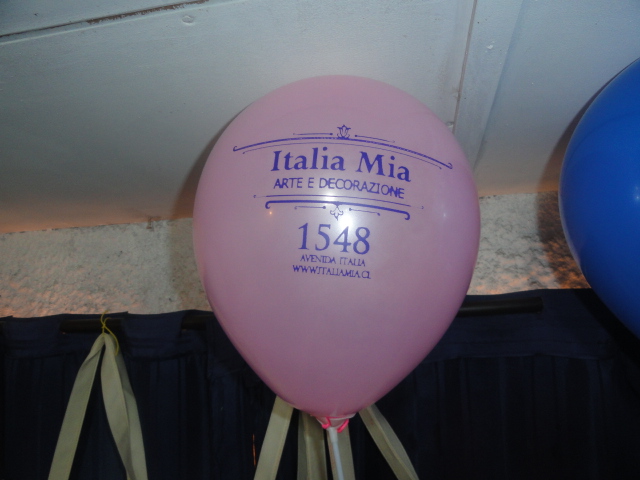 Italia Mia
ARTE E DECORAZIONE
1548
AVENIDA ITALIA
WWW.ITALIAMIA.CL